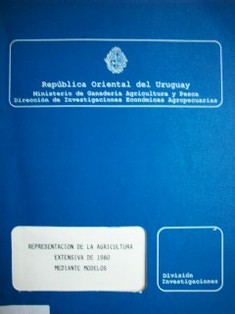 República Oriental del Uruguay
Ministerio de Ganadería Agricultura y Pesca
Dirección de Investigaciones Económicas Agropecuarias
REPRESENTACION DE LA AGRICULTURA
EXTENSIVA DE 1980
MEDIANTE MODELOS
División
Investigaciones